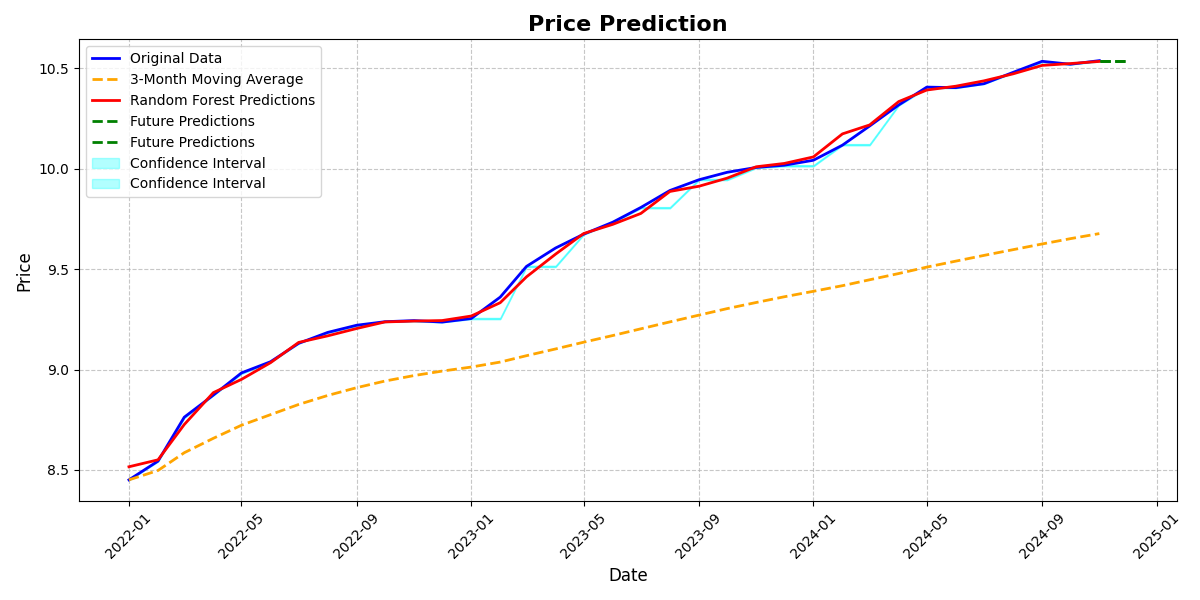 Price Prediction
Original Data
3-Month Moving Average
Random Forest Predictions
Future Predictions
Future Predictions
Confidence Interval
Confidence Interval
Price
10.5
10.0
9.5
9.0
8.5
2022-01
2022-05
2022-09
2023-01
2023-05
2023-09
2024-01
2024-05
2024-09
2025-01
Date